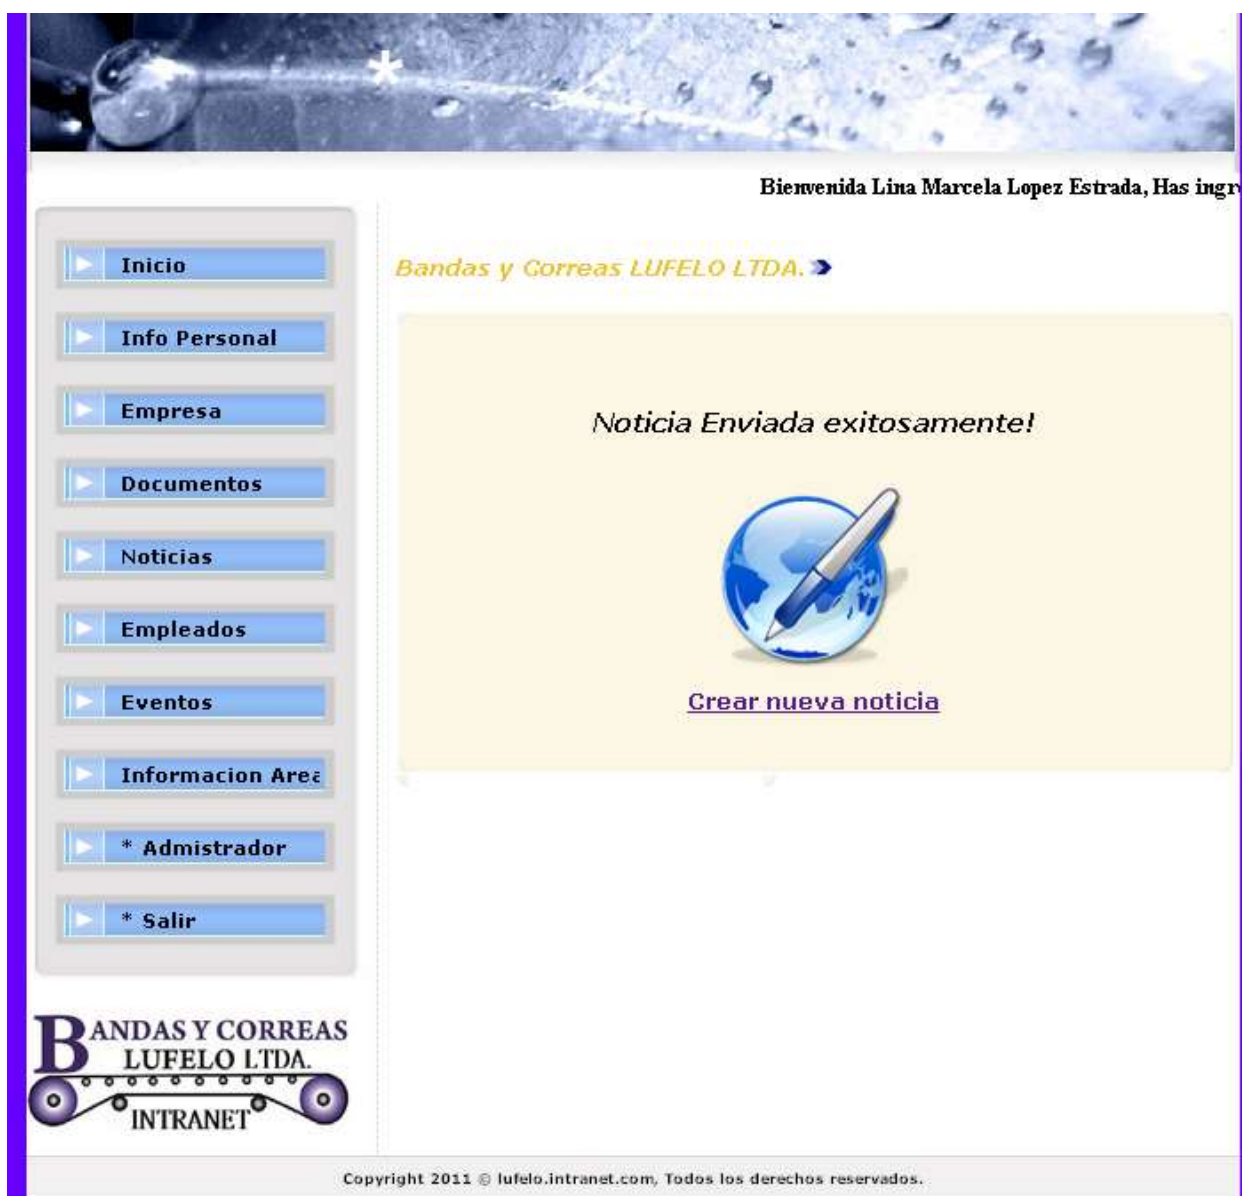 *
Bienvenida Lina Marcela Lopez Estrada, Has
Inicio
Info Personal
Empresa
Documentos
Noticias
Empleados
Eventos
Informacion Area
* Admistrador
* Salir
BANDAS Y CORREAS
LUFELO LTDA.
INTRANET
Bandas y Correas LUFELO LTDA.
Noticia Enviada exitosamente!
Crear nueva noticia
Copyright 2011 © lufelo.intranet.com, Todos los derechos reservados.